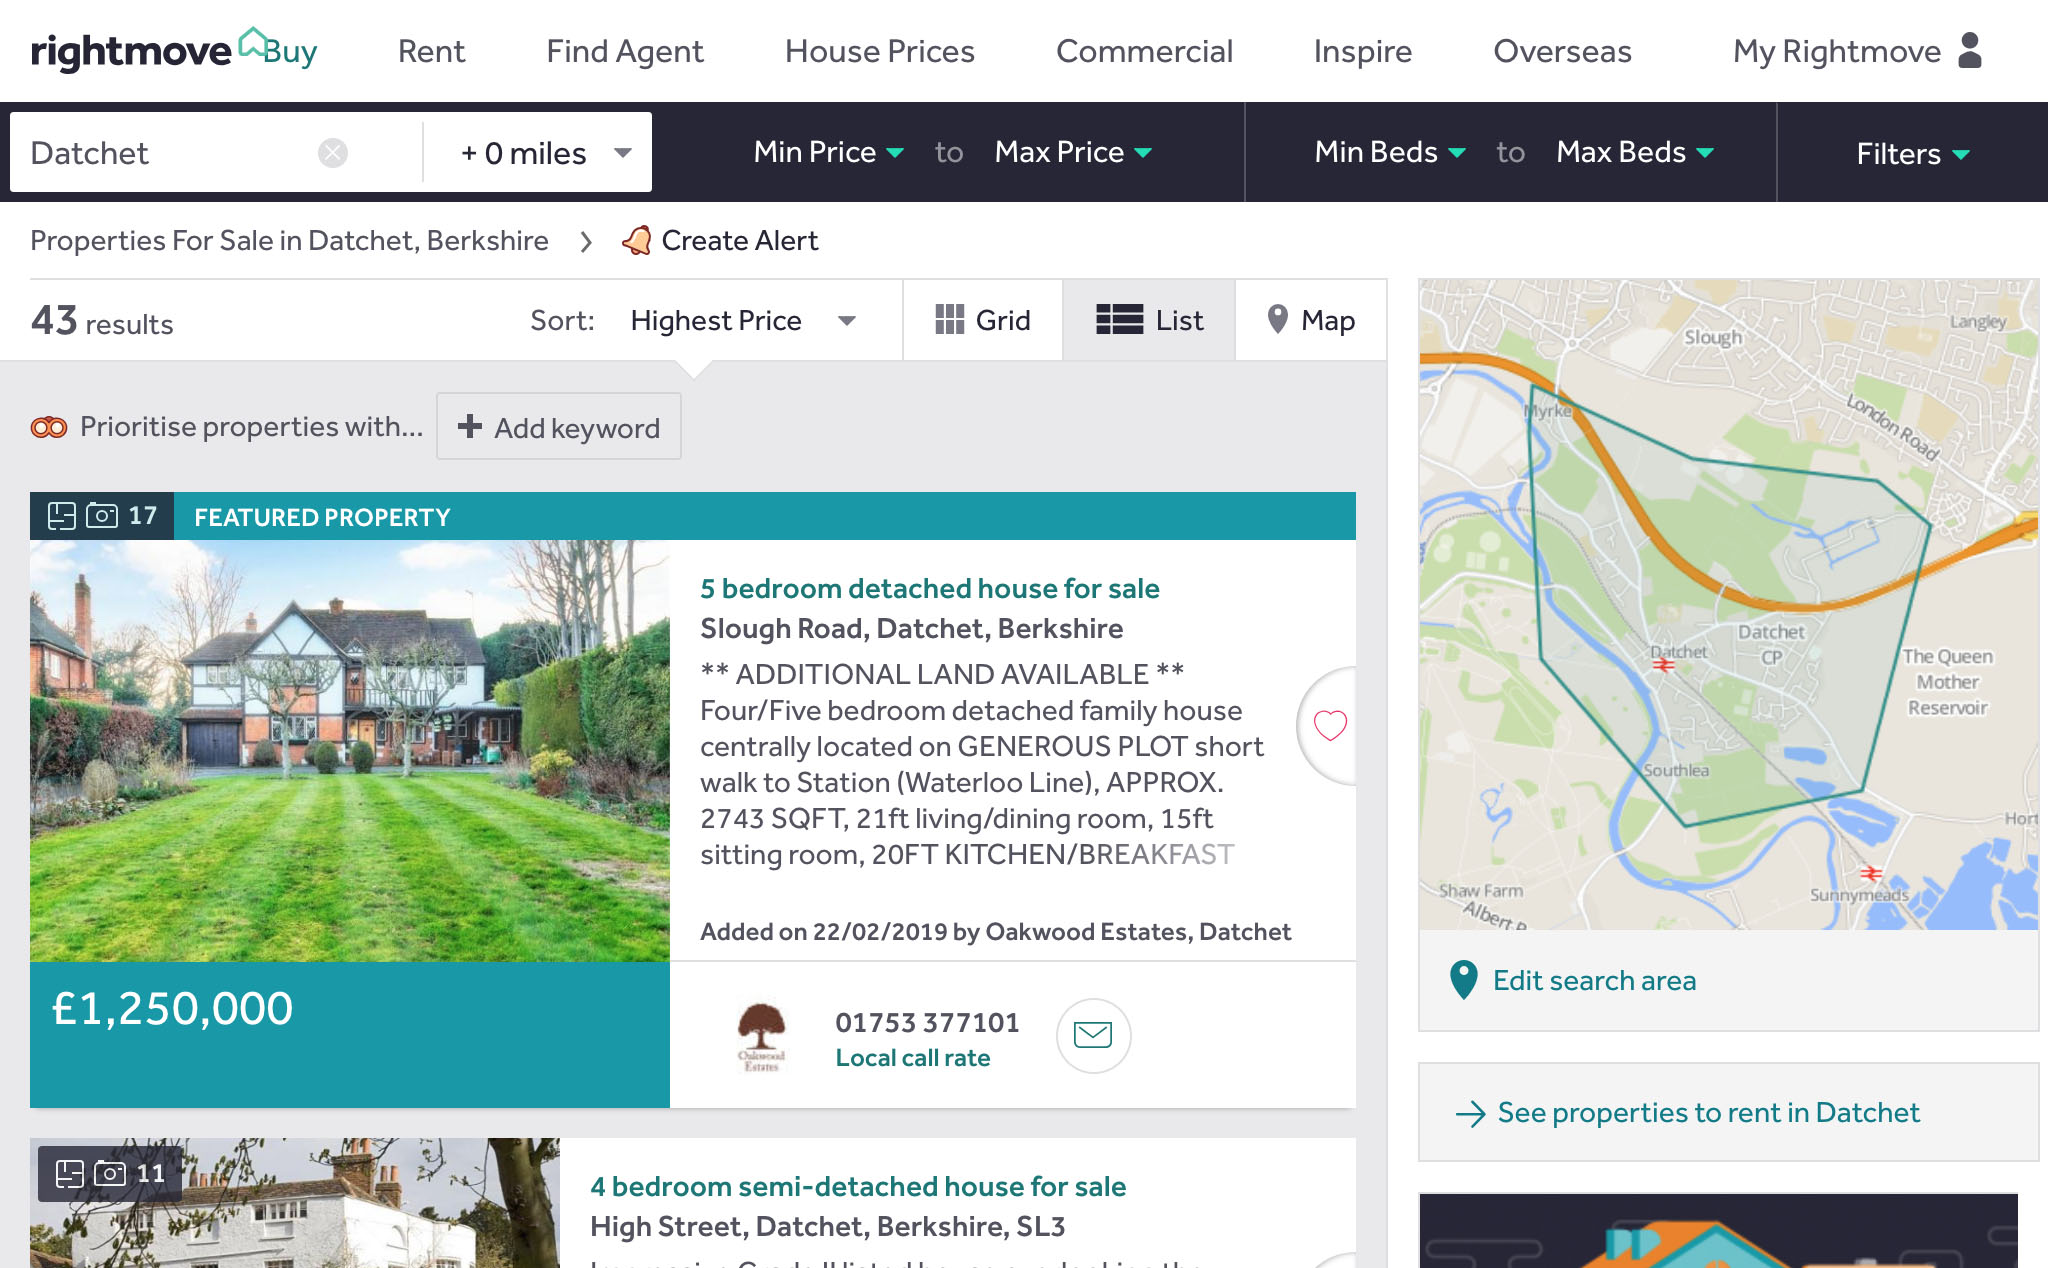 rightmove Buy Rent Find Agent House Prices Commercial Inspire Overseas My Rightmove
Datchet + 0 miles Min Price to Max Price Min Beds to Max Beds Filters
Properties For Sale in Datchet, Berkshire Create Alert
43 results Sort: Highest Price Grid List Map
Prioritise properties with... Add keyword
17 FEATURED PROPERTY
5 bedroom detached house for sale
Slough Road, Datchet, Berkshire
** ADDITIONAL LAND AVAILABLE **
Four/Five bedroom detached family house
centrally located on GENEROUS PLOT short
walk to Station (Waterloo Line), APPROX.
2743 SQFT, 21ft living/dining room, 15ft
sitting room, 20FT KITCHEN/BREAKFAST
Added on 22/02/2019 by Oakwood Estates, Datchet
£1,250,000
Oakwood
Estates
01753 377101
Local call rate
11
4 bedroom semi-detached house for sale
High Street, Datchet, Berkshire, SL3
Langley
Slough
Myrke
London Road
Datchet
CP
Datchet
The Queen
Mother
Reservoir
Southlea
Hort
Shaw Farm
Albert
Sunnymeads
Edit search area
See properties to rent in Datchet